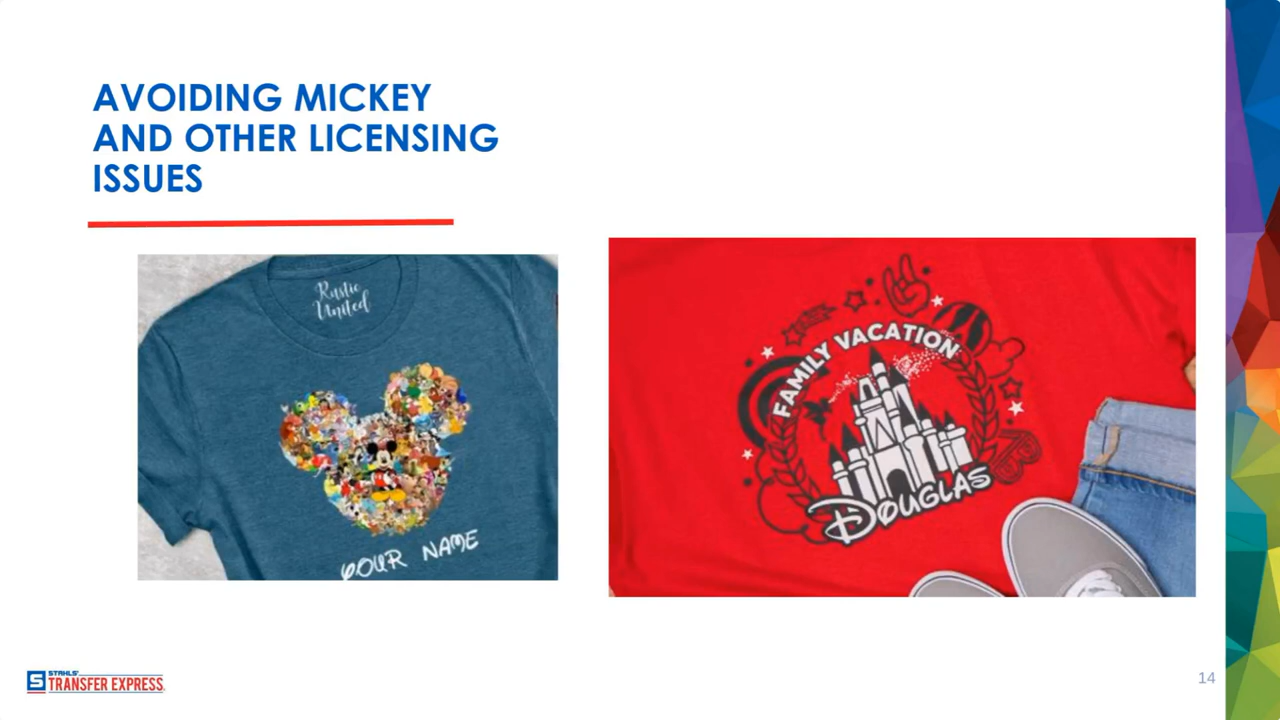 AVOIDING MICKEY
AND OTHER LICENSING
ISSUES
Rustic
United
YOUR NAME
FAMILY VACATION
DOUGLAS
STAHLS'
TRANSFER EXPRESS
14